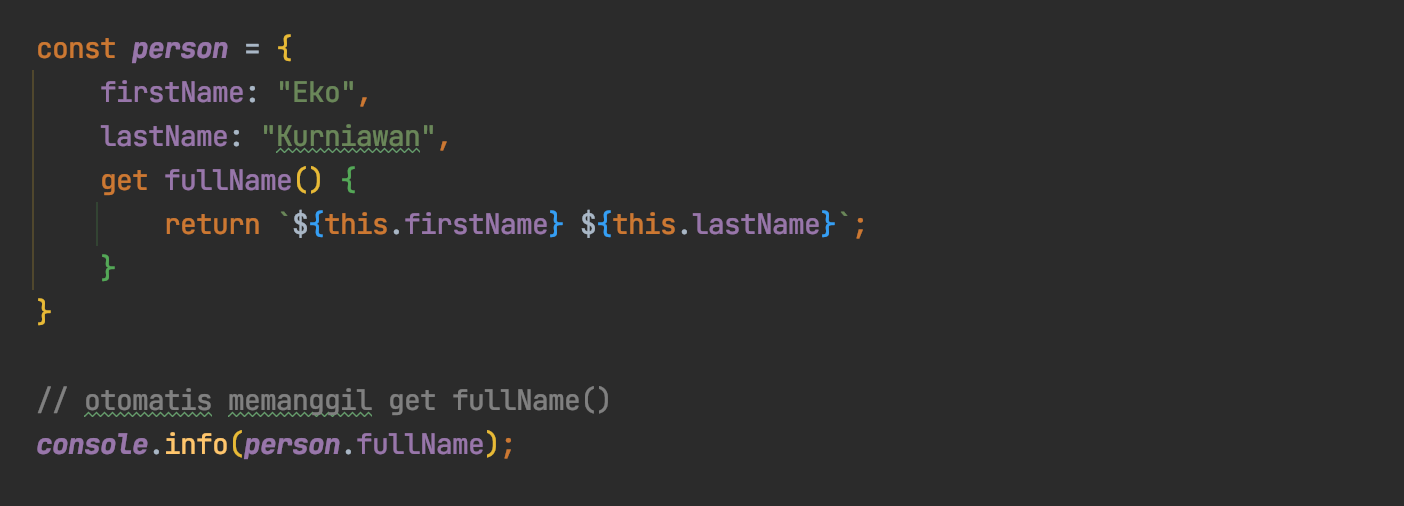 const person = {
    firstName: "Eko",
    lastName: "Kurniawan",
    get fullName() {
        return `${this.firstName} ${this.lastName}`;
    }
}

// otomatis memanggil get fullName()
console.info(person.fullName);